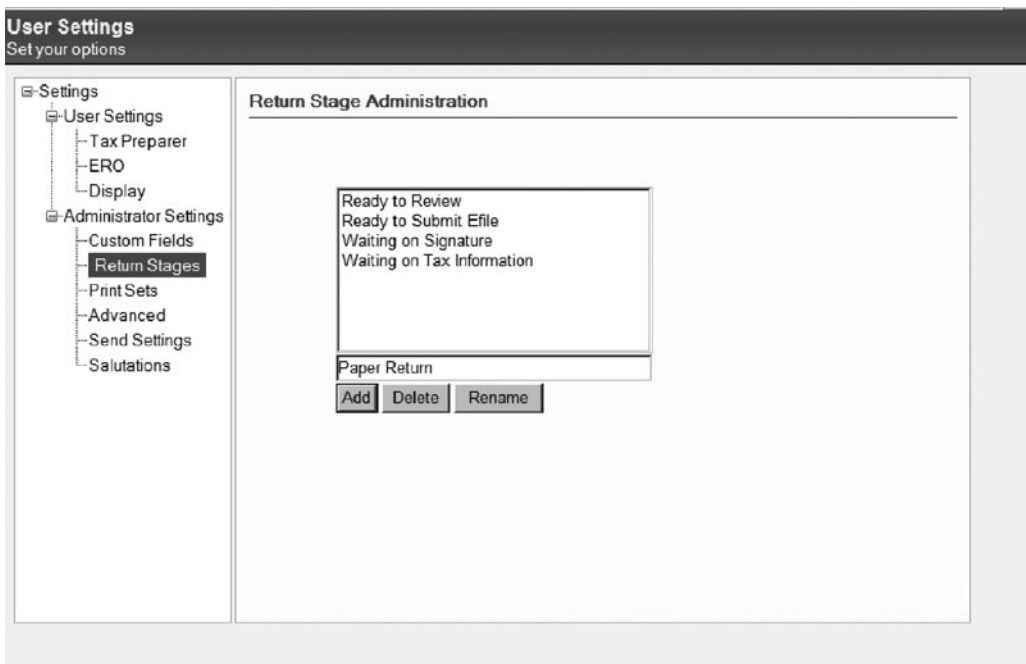 User Settings
Set your options
Settings
User Settings
Tax Preparer
ERO
Display
Administrator Settings
Custom Fields
Return Stages
Print Sets
Advanced
Send Settings
Salutations
Return Stage Administration
Ready to Review
Ready to Submit Efile
Waiting on Signature
Waiting on Tax Information
Paper Return
Add Delete Rename